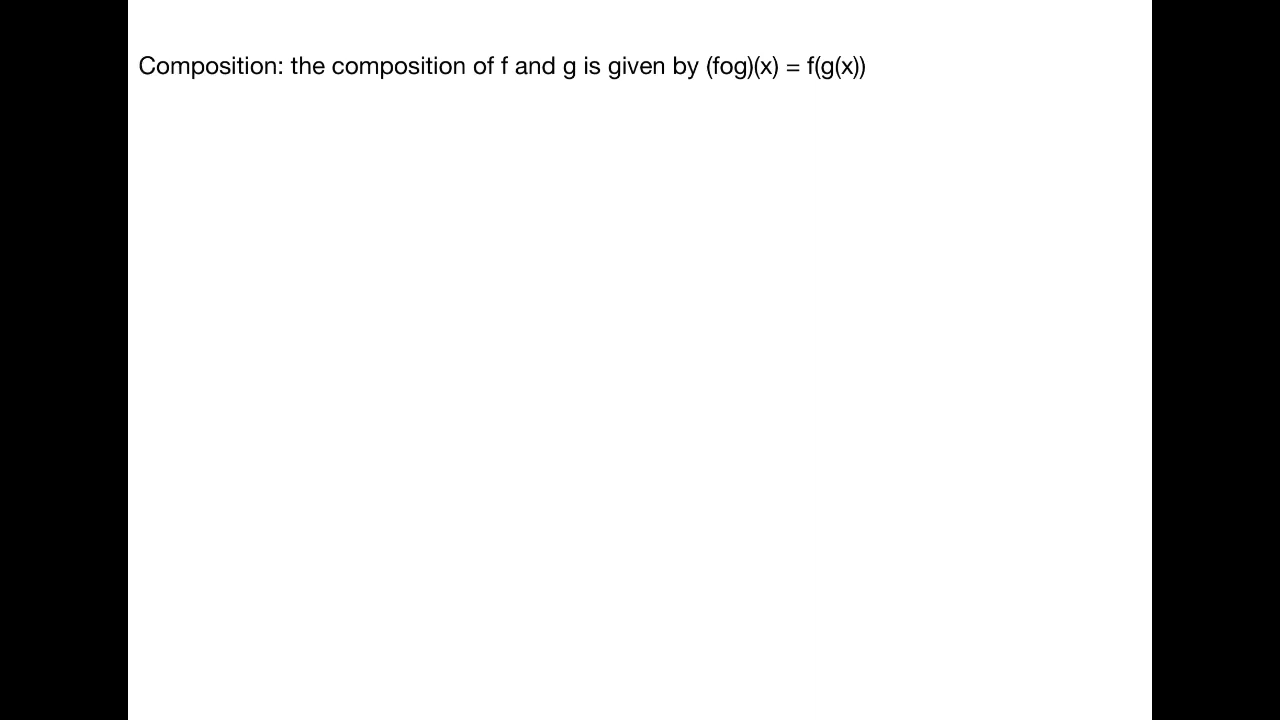 Composition: the composition of f and g is given by (fog)(x) = f(g(x))